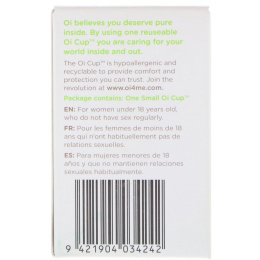 Oi believes you deserve pure
inside. By using one reuseable
Oi Cup™ you are caring for your
world inside and out.
The Oi Cup™ is hypoallergenic and
recyclable to provide comfort and
protection you can trust. Join the
revolution at www.oi4me.com.
Package contains: One Small Oi Cup™
EN: For women under 18 years old,
who do not have sex regularly.
FR: Pour les femmes de moins de 18
ans qui n'ont habituellement pas de
relations sexuelles.
ES: Para mujeres menores de 18
años y que no mantienen relaciones
sexuales habitualmente.
9 421904 034242